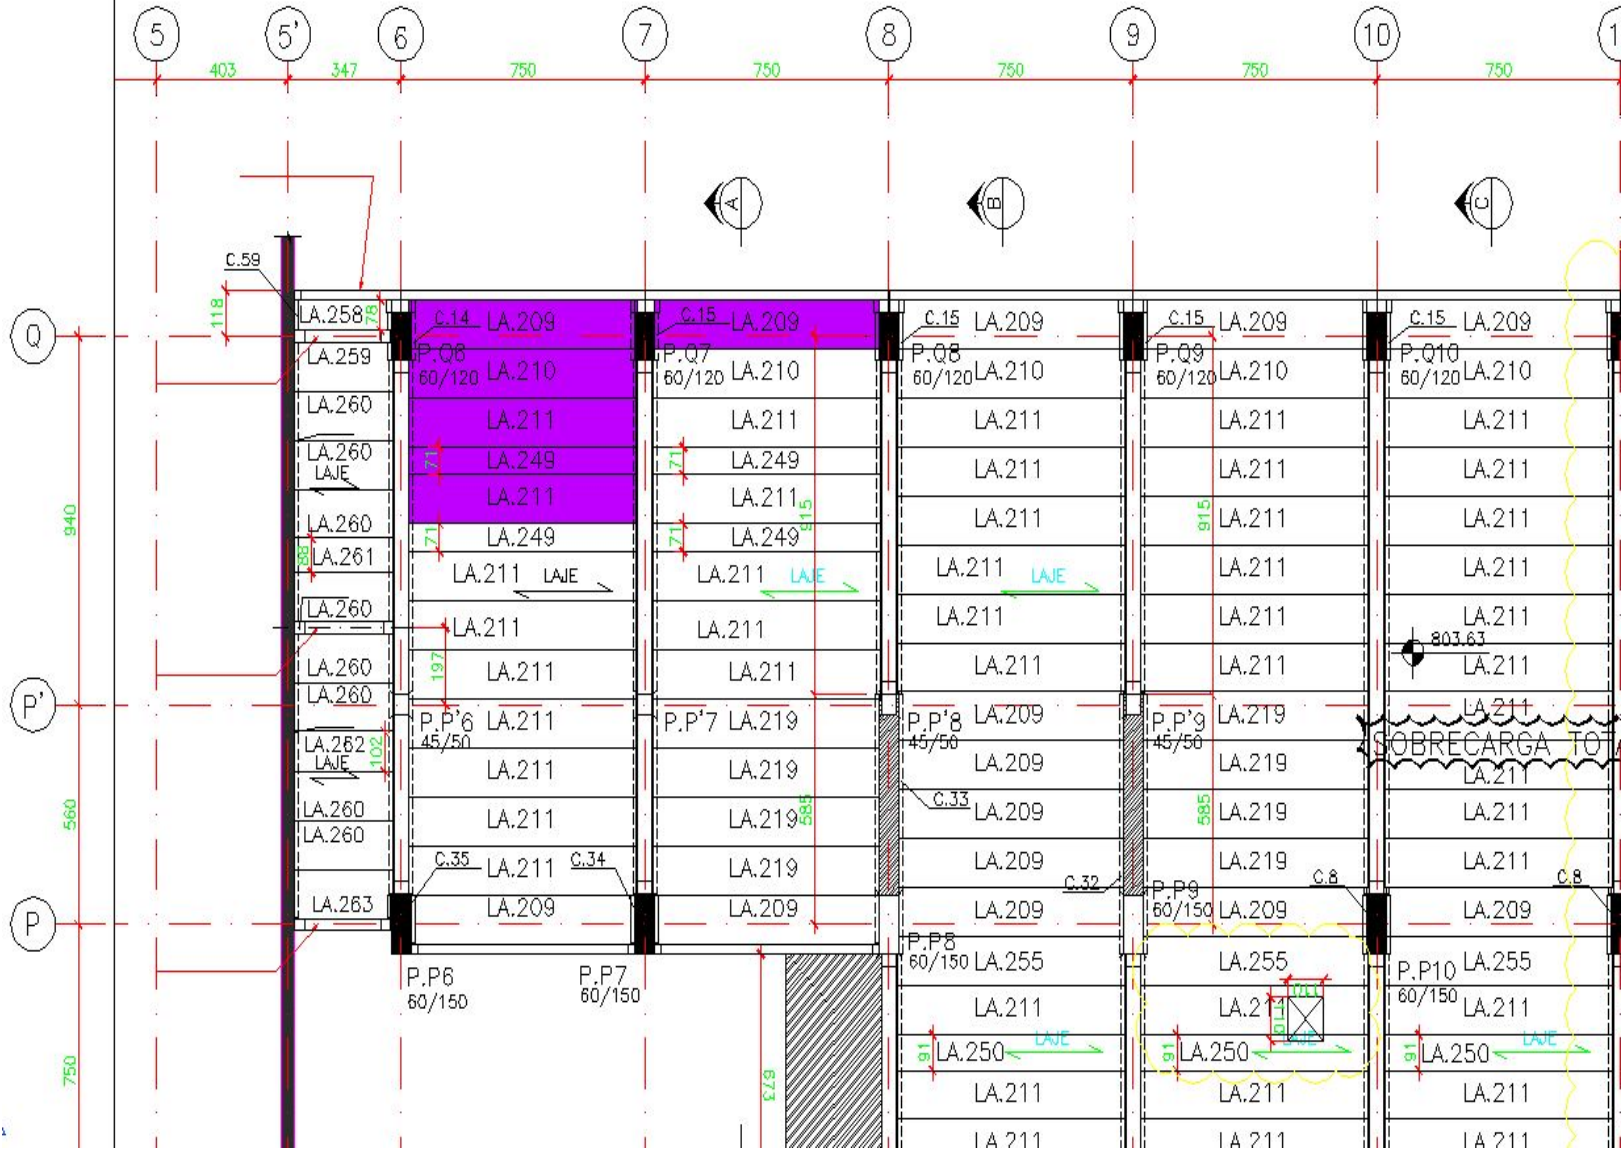 5 5' 6 7 8 9 10 1
403 347 750 750 750 750 750
A B C
C.59
118 LA.258 78 C.14 LA.209 C.15 LA.209 C.15 LA.209 C.15 LA.209 C.15 LA.209
Q
LA.259 P.Q6 P.Q7 P.Q8 P.Q9 P.Q10
60/120 LA.210 60/120 LA.210 60/120 LA.210 60/120 LA.210 60/120 LA.210
LA.260 LA.211 LA.211 LA.211 LA.211 LA.211
LA.260 71 LA.249 71 LA.249 LA.211 LA.211 LA.211
LAJE
LA.211 LA.211 915 LA.211 915 LA.211 LA.211
940 LA.260 71 LA.249 71 LA.249
88 LA.261 LA.211 LAJE LA.211 LAJE LA.211 LAJE LA.211 LA.211
LA.260 LA.211 LA.211 LA.211 LA.211 LA.211
803.63
LA.260 197 LA.211 LA.211 LA.211 LA.211 LA.211
LA.260
P'
P.P'6 LA.211 P.P'7 LA.219 P.P'8 LA.209 P.P'9 LA.219 LA.211
45/50 45/50 45/50
LA.262 102 SOBRECARGA TOT
LAJE LA.211 LA.219 LA.209 LA.219 LA.211
560 LA.260 LA.211 LA.219 585 C.33 LA.209 585 LA.219 LA.211
LA.260
C.35 LA.211 C.34 LA.219 LA.209 LA.219 LA.211
C.32 C.8 C.8
P.P9
60/150
P
LA.263 LA.209 LA.209 LA.209 LA.209 LA.209
P.P8
60/150
P.P6 P.P7 LA.255 LA.255 P.P10 LA.255
60/150 60/150 60/150
110
LA.211 LA.211 110 LA.211
750 673 91 LA.250 LAJE 91 LA.250 LAJE 91 LA.250 LAJE
LA.211 LA.211 LA.211
LA.211 LA.211 LA.211